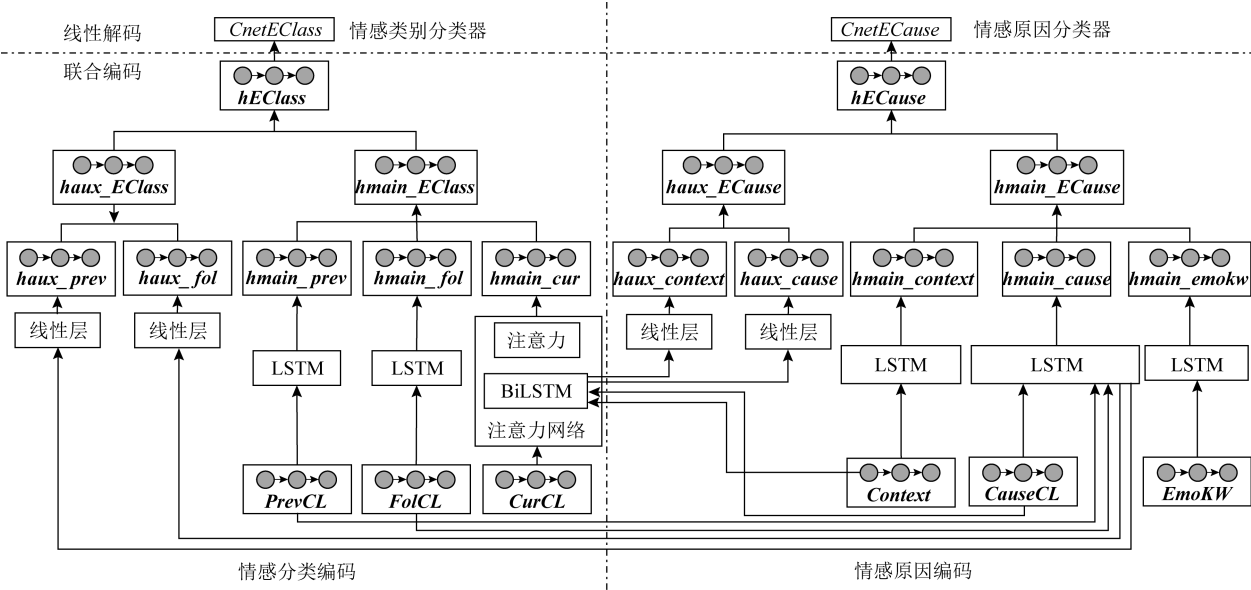 线性解码
CnetEClass
情感类别分类器
CnetECause
情感原因分类器
联合编码
hEClass
hECause
haux_EClass
hmain_EClass
haux_ECause
hmain_ECause
haux_prev
haux_fol
hmain_prev
hmain_fol
hmain_cur
haux_context
haux_cause
hmain_context
hmain_cause
hmain_emokw
线性层
线性层
注意力
线性层
线性层
LSTM
LSTM
BiLSTM
LSTM
LSTM
LSTM
注意力网络
PrevCL
FolCL
CurCL
Context
CauseCL
EmoKW
情感分类编码
情感原因编码